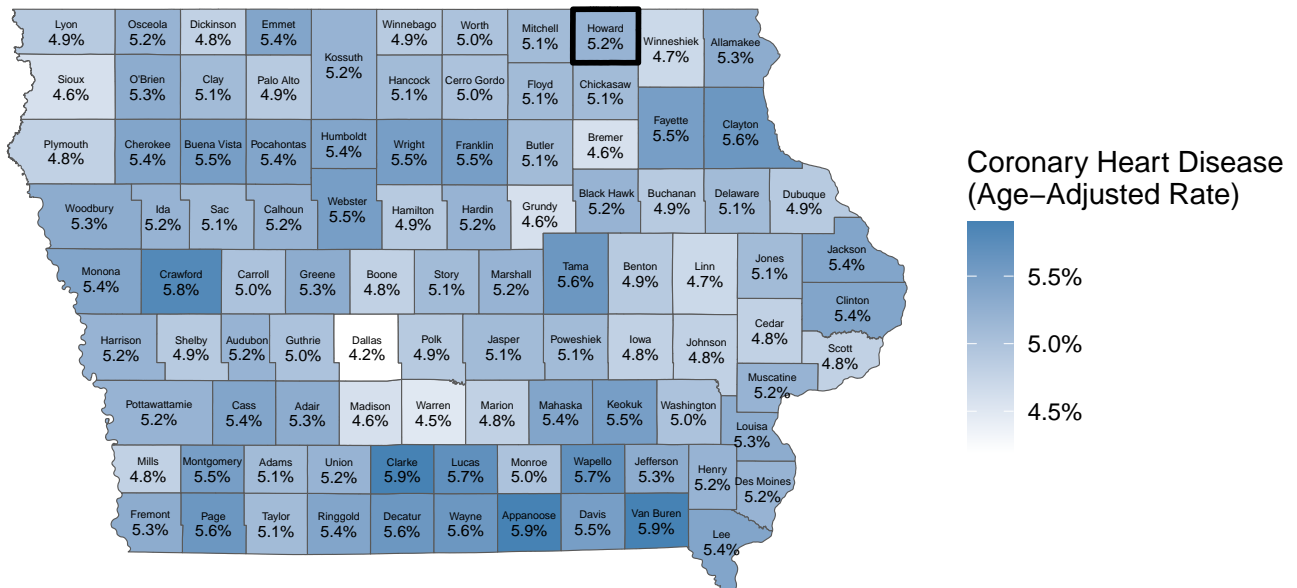 Lyon
4.9%
Osceola
5.2%
Dickinson
4.8%
Emmet
5.4%
Kossuth
5.2%
Winnebago
4.9%
Worth
5.0%
Mitchell
5.1%
Howard
5.2%
Winneshiek
4.7%
Allamakee
5.3%
Sioux
4.6%
O'Brien
5.3%
Clay
5.1%
Palo Alto
4.9%
Hancock
5.1%
Cerro Gordo
5.0%
Floyd
5.1%
Chickasaw
5.1%
Fayette
5.5%
Clayton
5.6%
Plymouth
4.8%
Cherokee
5.4%
Buena Vista
5.5%
Pocahontas
5.4%
Humboldt
5.4%
Wright
5.5%
Franklin
5.5%
Butler
5.1%
Bremer
4.6%
Woodbury
5.3%
Ida
5.2%
Sac
5.1%
Calhoun
5.2%
Webster
5.5%
Hamilton
4.9%
Hardin
5.2%
Grundy
4.6%
Black Hawk
5.2%
Buchanan
4.9%
Delaware
5.1%
Dubuque
4.9%
Monona
5.4%
Crawford
5.8%
Carroll
5.0%
Greene
5.3%
Boone
4.8%
Story
5.1%
Marshall
5.2%
Tama
5.6%
Benton
4.9%
Linn
4.7%
Jones
5.1%
Jackson
5.4%
Clinton
5.4%
Harrison
5.2%
Shelby
4.9%
Audubon
5.2%
Guthrie
5.0%
Dallas
4.2%
Polk
4.9%
Jasper
5.1%
Poweshiek
5.1%
Iowa
4.8%
Johnson
4.8%
Cedar
4.8%
Scott
4.8%
Muscatine
5.2%
Pottawattamie
5.2%
Cass
5.4%
Adair
5.3%
Madison
4.6%
Warren
4.5%
Marion
4.8%
Mahaska
5.4%
Keokuk
5.5%
Washington
5.0%
Louisa
5.3%
Mills
4.8%
Montgomery
5.5%
Adams
5.1%
Union
5.2%
Clarke
5.9%
Lucas
5.7%
Monroe
5.0%
Wapello
5.7%
Jefferson
5.3%
Henry
5.2%
Des Moines
5.2%
Fremont
5.3%
Page
5.6%
Taylor
5.1%
Ringgold
5.4%
Decatur
5.6%
Wayne
5.6%
Appanoose
5.9%
Davis
5.5%
Van Buren
5.9%
Lee
5.4%
Coronary Heart Disease
(Age−Adjusted Rate)
5.5%
5.0%
4.5%